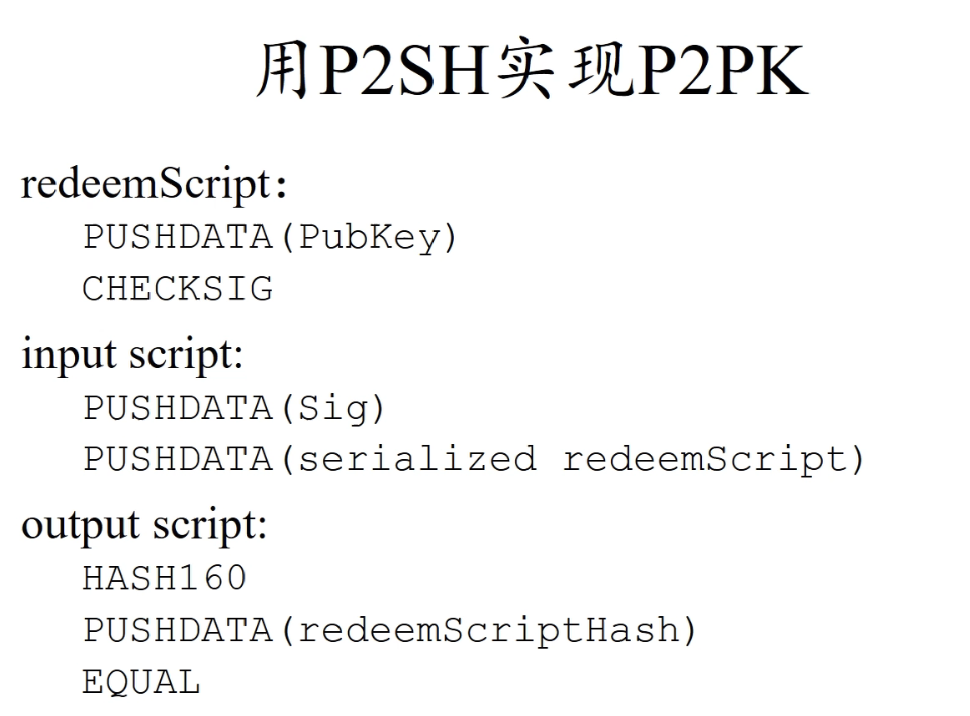 用P2SH实现P2PK
redeemScript:
PUSHDATA(PubKey)
CHECKSIG
input script:
PUSHDATA(Sig)
PUSHDATA(serialized redeemScript)
output script:
HASH160
PUSHDATA(redeemScriptHash)
EQUAL